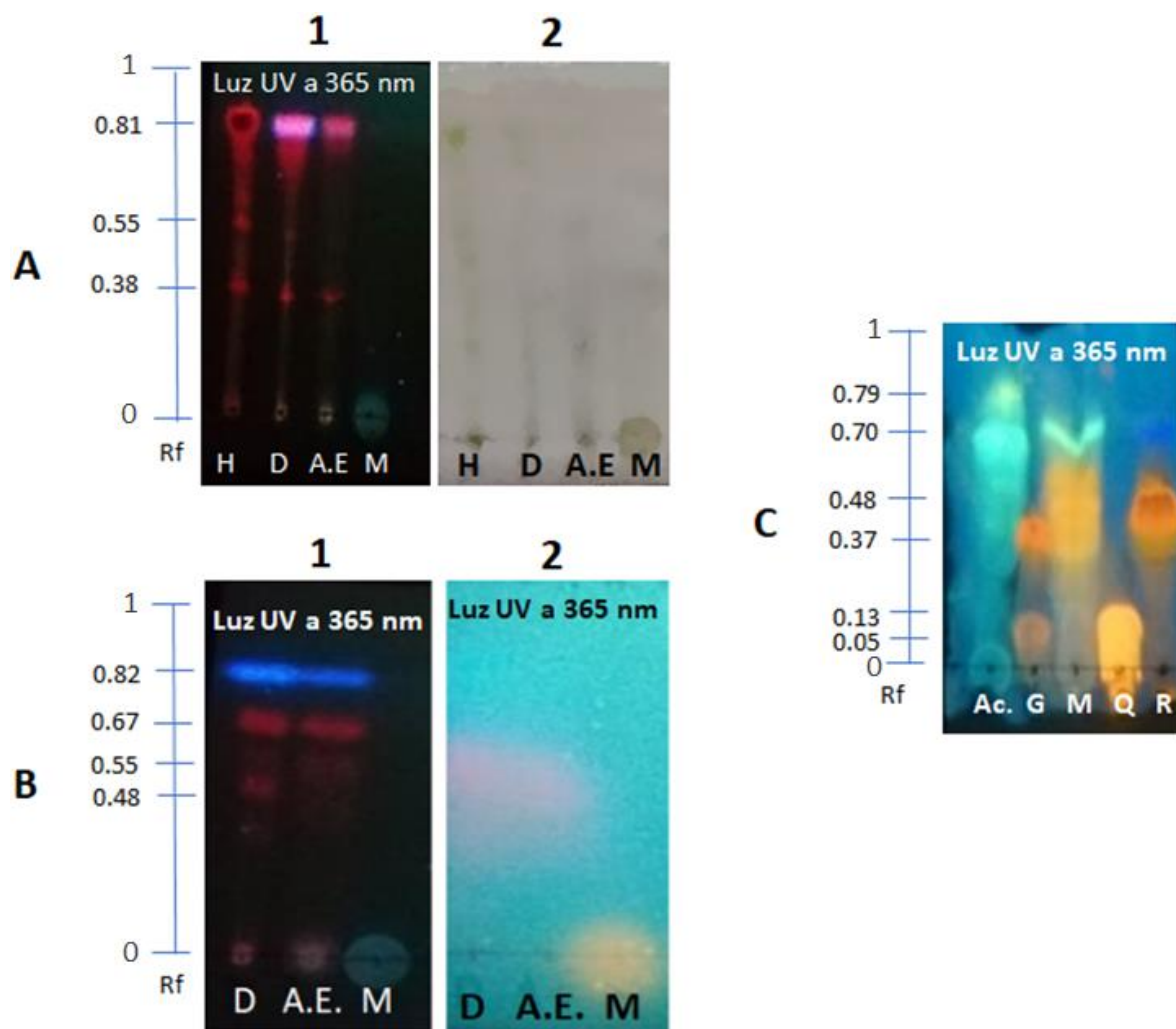 1
2
A
1
Luz UV a 365 nm
0.81
0.55
0.38
0
Rf
H D A.E M
H D A.E M
1
2
B
1
Luz UV a 365 nm
Luz UV a 365 nm
0.82
0.67
0.55
0.48
0
Rf
D A.E. M
D A.E. M
C
1
Luz UV a 365 nm
0.79
0.70
0.48
0.37
0.13
0.05
0
Rf
Ac. G M Q R